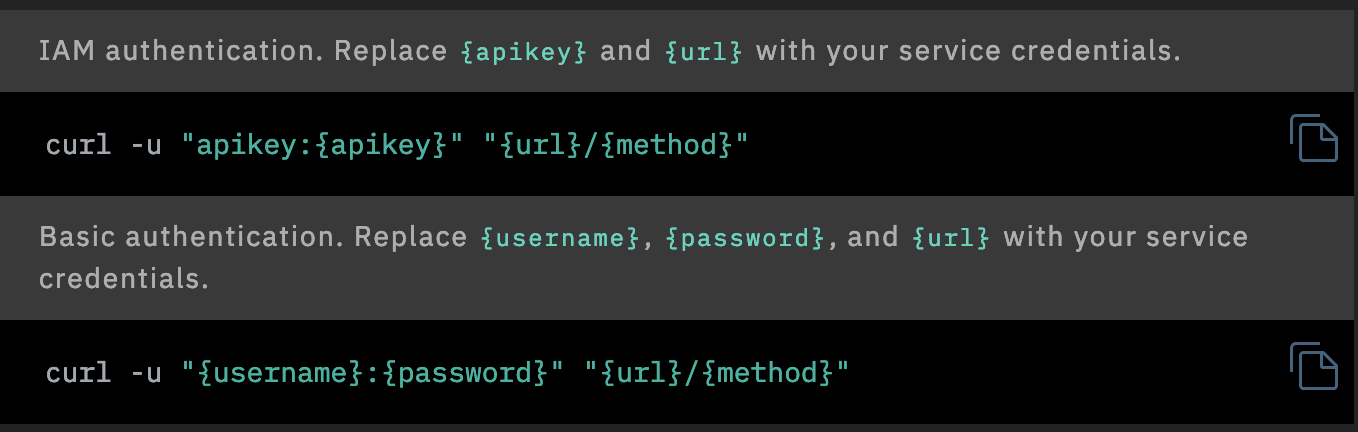 IAM authentication. Replace {apikey} and {url} with your service credentials.
curl -u "apikey:{apikey}" "{url}/{method}"
Basic authentication. Replace {username}, {password}, and {url} with your service
credentials.
curl -u "{username}:{password}" "{url}/{method}"